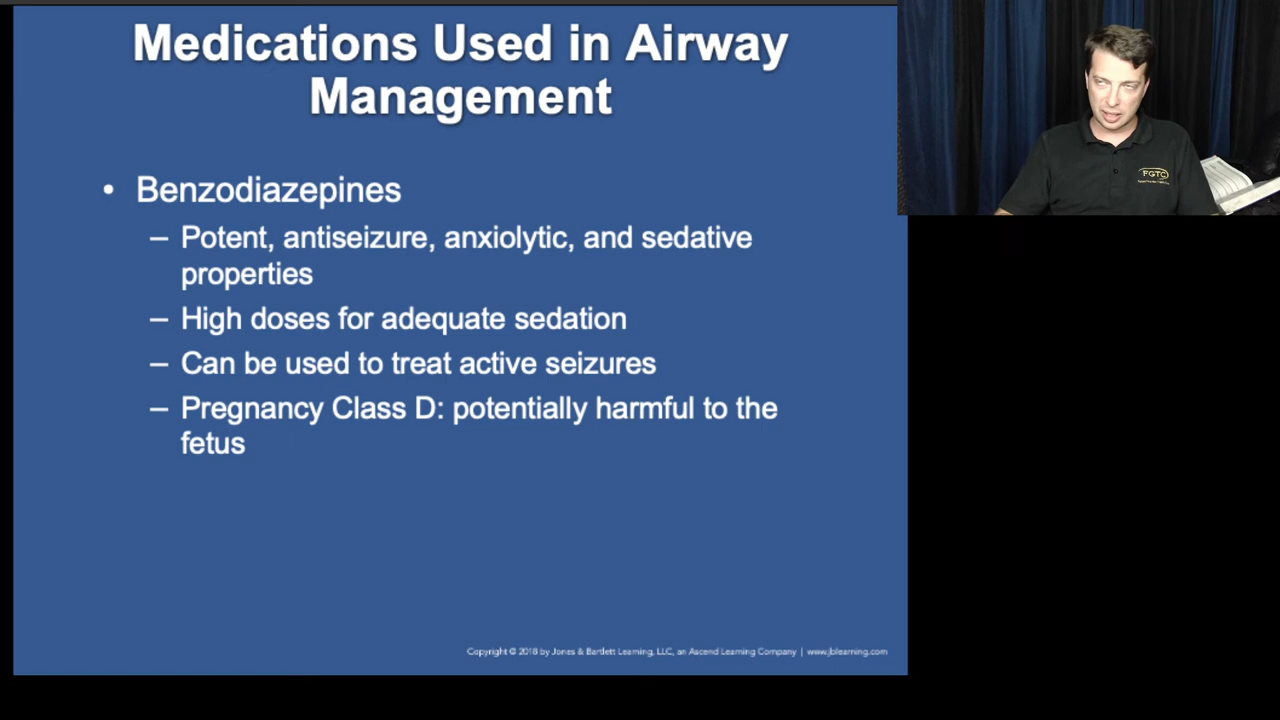 Medications Used in Airway
Management
• Benzodiazepines
– Potent, antiseizure, anxiolytic, and sedative
properties
– High doses for adequate sedation
– Can be used to treat active seizures
– Pregnancy Class D: potentially harmful to the
fetus
Copyright © 2018 by Jones & Bartlett Learning, LLC, an Ascend Learning Company | www.jblearning.com
FGTC